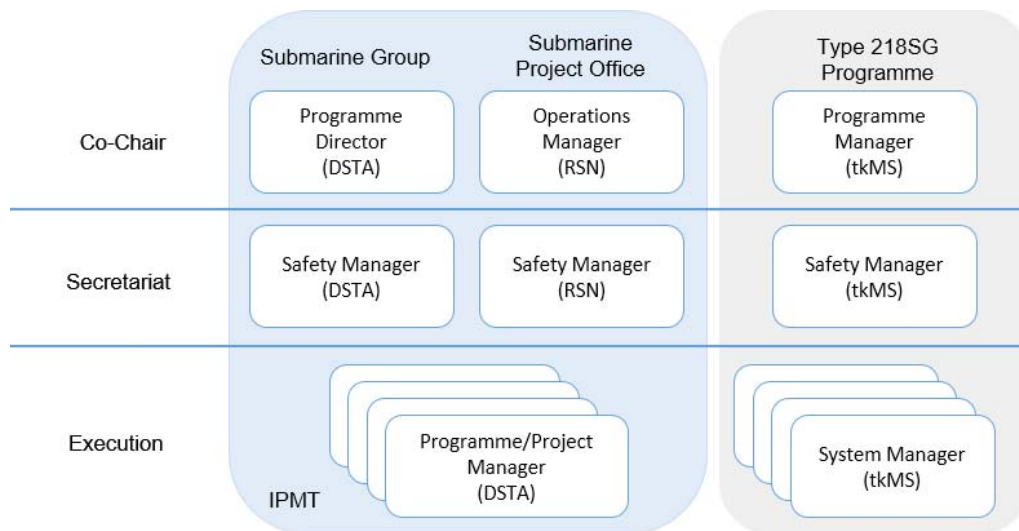 Submarine Group
Submarine
Project Office
Type 218SG
Programme
Co-Chair
Programme
Director
(DSTA)
Operations
Manager
(RSN)
Programme
Manager
(tkMS)
Secretariat
Safety Manager
(DSTA)
Safety Manager
(RSN)
Safety Manager
(tkMS)
Execution
Programme/Project
Manager
(DSTA)
System Manager
(tkMS)
IPMT